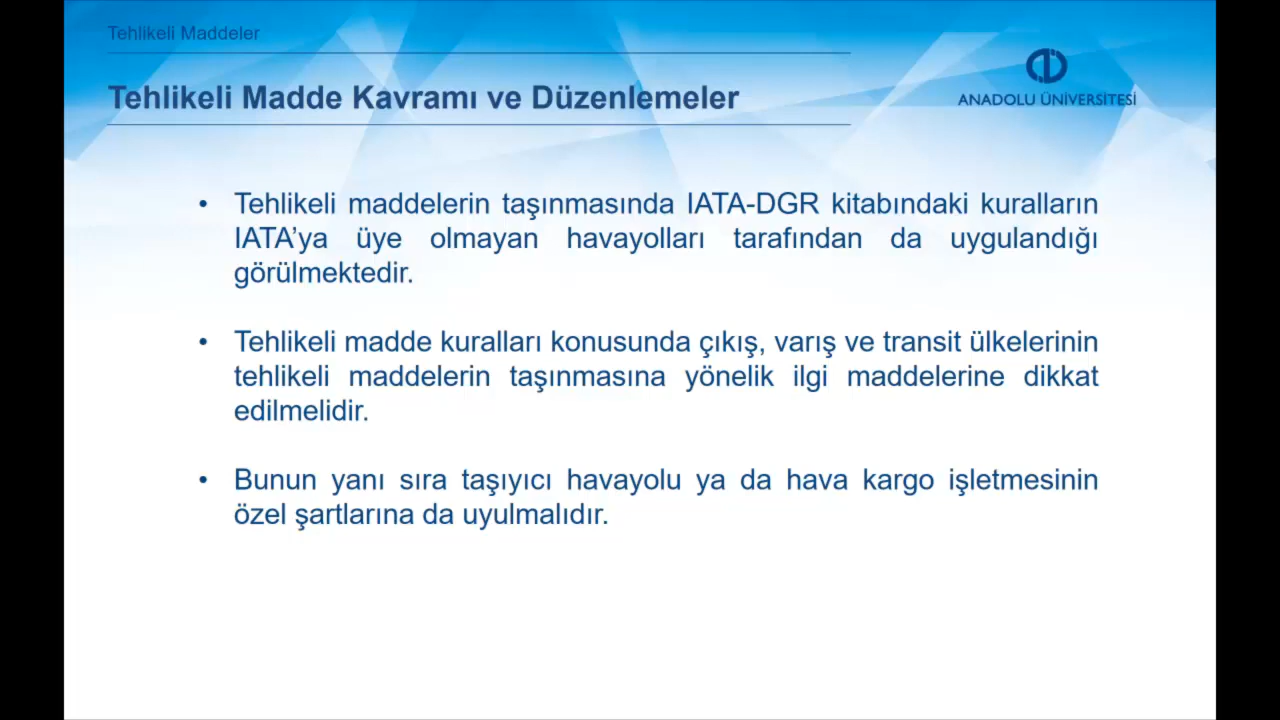 Tehlikeli Maddeler
Tehlikeli Madde Kavramı ve Düzenlemeler
ANADOLU ÜNİVERSİTESİ
• Tehlikeli maddelerin taşınmasında IATA-DGR kitabındaki kuralların
IATA’ya üye olmayan havayolları tarafından da uygulandığı
görülmektedir.
• Tehlikeli madde kuralları konusunda çıkış, varış ve transit ülkelerinin
tehlikeli maddelerin taşınmasına yönelik ilgi maddelerine dikkat
edilmelidir.
• Bunun yanı sıra taşıyıcı havayolu ya da hava kargo işletmesinin
özel şartlarına da uyulmalıdır.